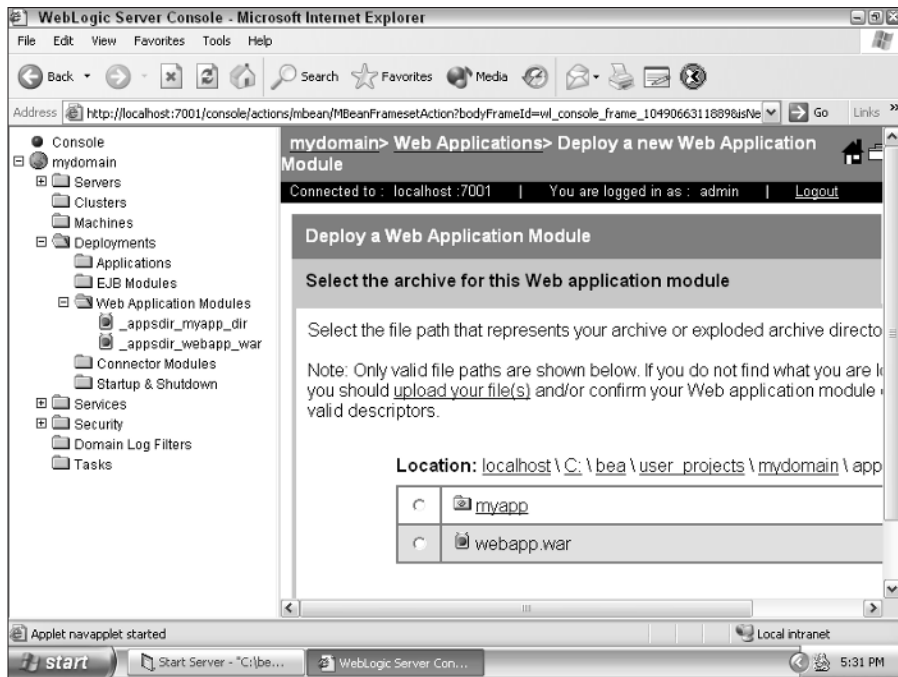 WebLogic Server Console - Microsoft Internet Explorer
File Edit View Favorites Tools Help
Back Search Favorites Media
Address http://localhost:7001/console/actions/mbean/MBeanFramesetAction?bodyFrameId=wl_console_frame_1049066311889&isNe Go Links »
Console
mydomain
Servers
Clusters
Machines
Deployments
Applications
EJB Modules
Web Application Modules
_appsdir_myapp_dir
_appsdir_webapp_war
Connector Modules
Startup & Shutdown
Services
Security
Domain Log Filters
Tasks
mydomain> Web Applications> Deploy a new Web Application
Module
Connected to : localhost :7001 | You are logged in as : admin | Logout
Deploy a Web Application Module
Select the archive for this Web application module
Select the file path that represents your archive or exploded archive directo
Note: Only valid file paths are shown below. If you do not find what you are lo
you should upload your file(s) and/or confirm your Web application module
valid descriptors.
Location: localhost \ C: \ bea \ user_projects \ mydomain \ app
myapp
webapp.war
Applet navapplet started Local intranet
start Start Server - "C:\be... WebLogic Server Con... 5:31 PM